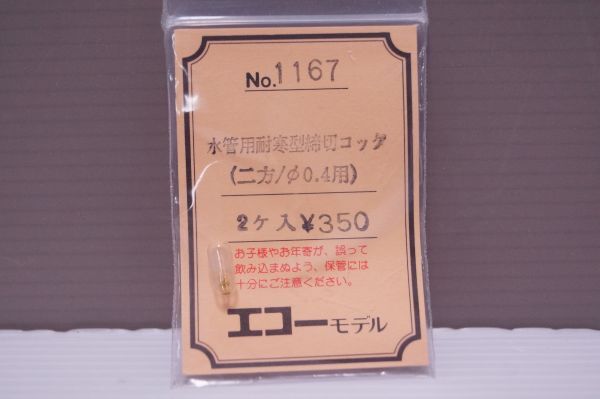 No.1167
水管用耐寒型締切コック
(二方/φ0.4用)
2ケ入¥350
お子様やお年寄が、誤って
飲み込まぬよう、保管には
十分にご注意ください。
エコーモデル